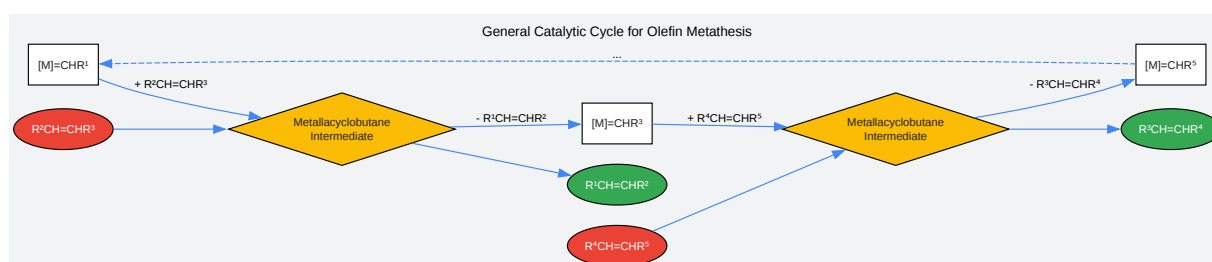 General Catalytic Cycle for Olefin Metathesis
...
[M]=CHR¹
[M]=CHR⁵
+ R²CH=CHR³
- R³CH=CHR⁴
R²CH=CHR³
Metallacyclobutane
Intermediate
- R¹CH=CHR²
[M]=CHR³
+ R⁴CH=CHR⁵
Metallacyclobutane
Intermediate
R³CH=CHR⁴
R¹CH=CHR²
R⁴CH=CHR⁵